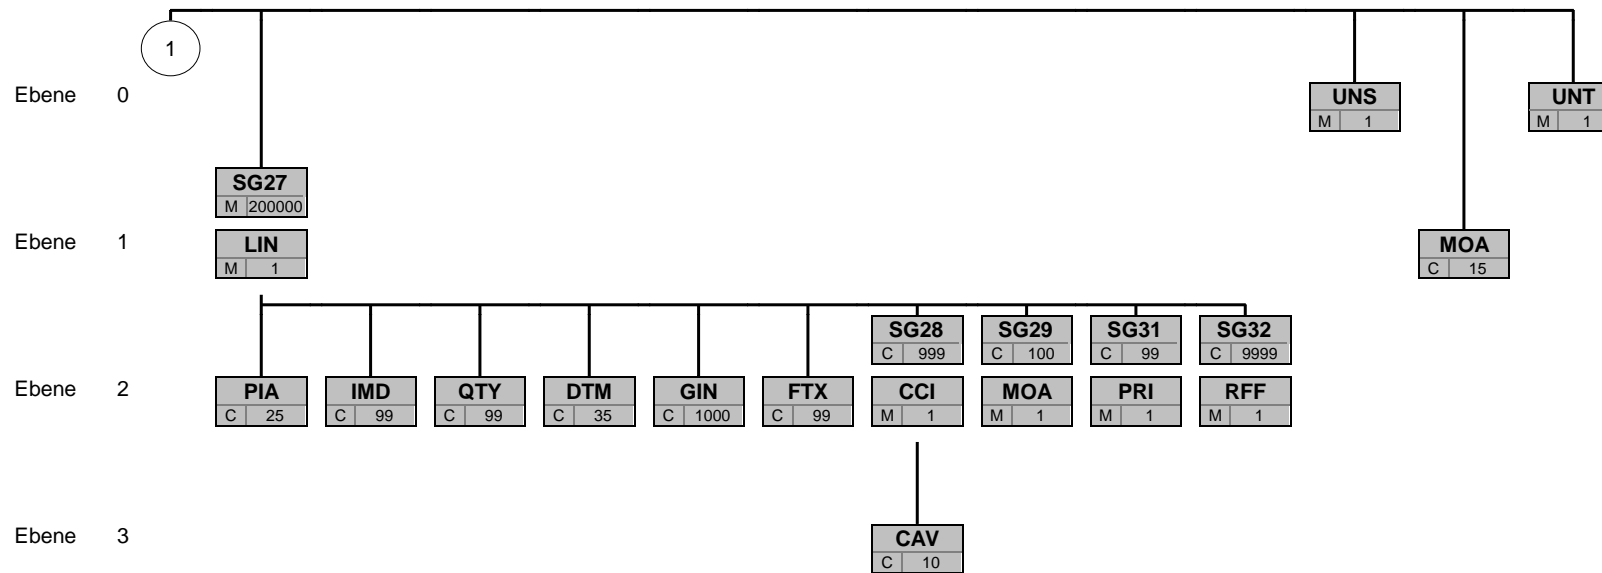 1
Ebene 0
UNS UNT
M 1 M 1
SG27
M 200000
Ebene 1
LIN MOA
M 1 C 15
SG28 SG29 SG31 SG32
C 999 C 100 C 99 C 9999
Ebene 2
PIA IMD QTY DTM GIN FTX CCI MOA PRI RFF
C 25 C 99 C 99 C 35 C 1000 C 99 M 1 M 1 M 1 M 1
Ebene 3
CAV
C 10